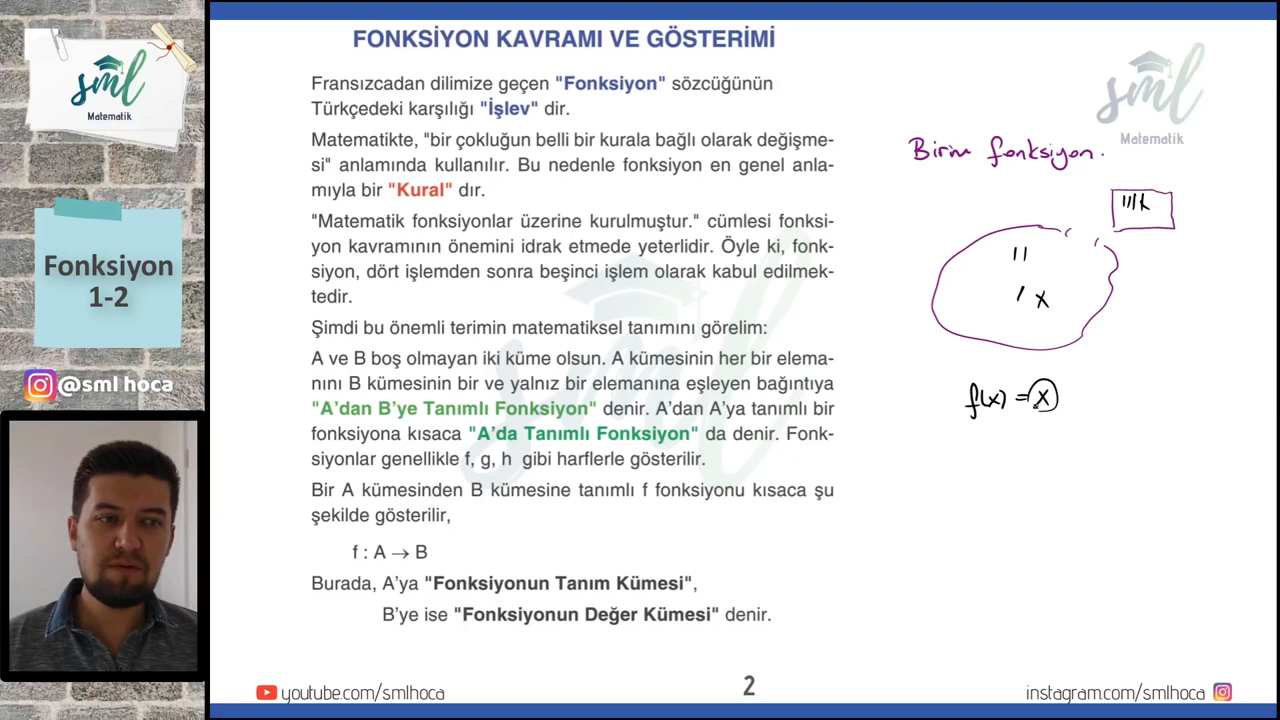 FONKSİYON KAVRAMI VE GÖSTERİMİ
sml
Matematik
Fransızcadan dilimize geçen "Fonksiyon" sözcüğünün
Türkçedeki karşılığı "İşlev" dir.
Matematikte, "bir çokluğun belli bir kurala bağlı olarak değişme-
si" anlamında kullanılır. Bu nedenle fonksiyon en genel anla-
mıyla bir "Kural" dır.
"Matematik fonksiyonlar üzerine kurulmuştur." cümlesi fonksi-
yon kavramının önemini idrak etmede yeterlidir. Öyle ki, fonk-
siyon, dört işlemden sonra beşinci işlem olarak kabul edilmek-
tedir.
Şimdi bu önemli terimin matematiksel tanımını görelim:
A ve B boş olmayan iki küme olsun. A kümesinin her bir elema-
nını B kümesinin bir ve yalnız bir elemanına eşleyen bağıntıya
"A'dan B'ye Tanımlı Fonksiyon" denir. A'dan A'ya tanımlı bir
fonksiyona kısaca "A'da Tanımlı Fonksiyon" da denir. Fonk-
siyonlar genellikle f, g, h gibi harflerle gösterilir.
Bir A kümesinden B kümesine tanımlı f fonksiyonu kısaca şu
şekilde gösterilir,
f : A → B
Burada, A'ya "Fonksiyonun Tanım Kümesi",
B'ye ise "Fonksiyonun Değer Kümesi" denir.
sml
Matematik
Birim fonksiyon.
x
f(x) = x
Fonksiyon
1-2
@sml hoca
youtube.com/smlhoca
2
instagram.com/smlhoca